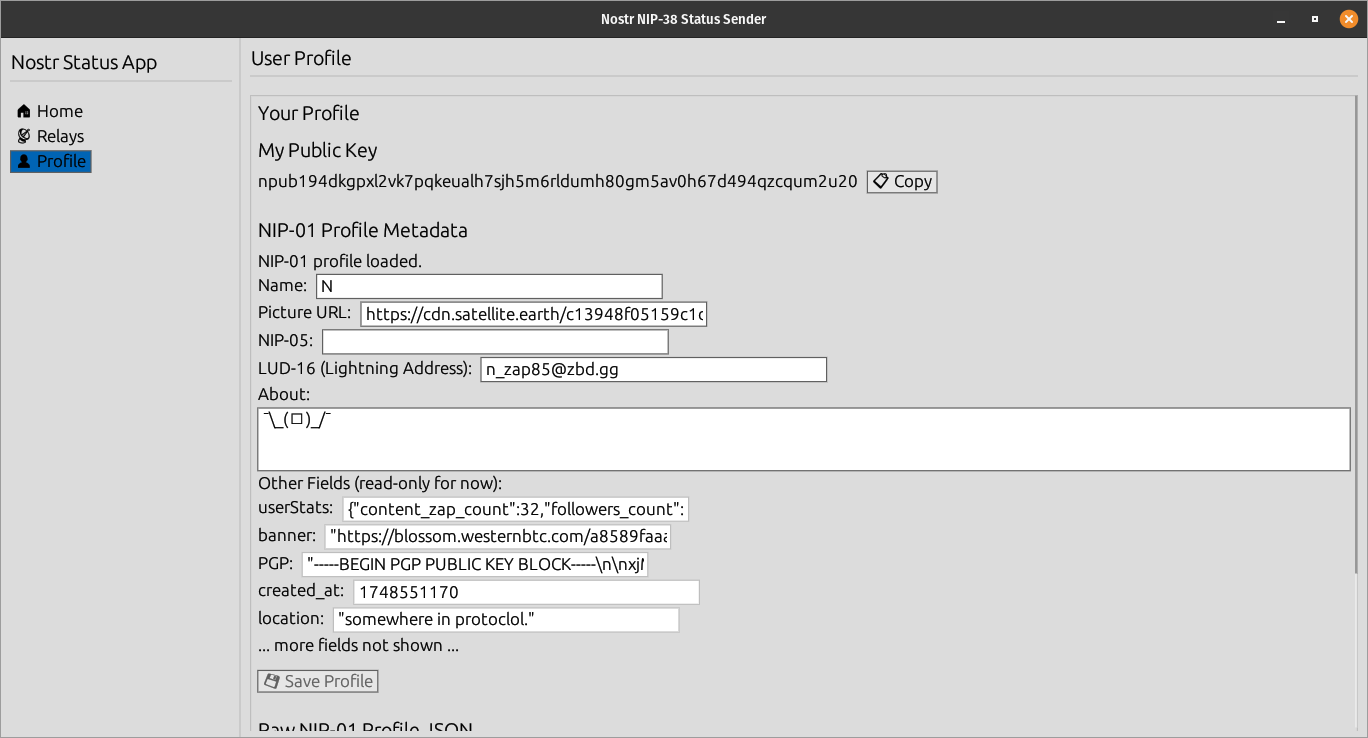 Nostr NIP-38 Status Sender
Nostr Status App
Home
Relays
Profile
User Profile
Your Profile
My Public Key
npub194dkgpxl2vk7pqkeualh7sjh5m6rldumh80gm5av0h67d494qzcqum2u20 Copy
NIP-01 Profile Metadata
NIP-01 profile loaded.
Name: N
Picture URL: https://cdn.satellite.earth/c13948f05159c1c
NIP-05:
LUD-16 (Lightning Address): n_zap85@zbd.gg
About:
¯\_(□)_/¯
Other Fields (read-only for now):
userStats: {"content_zap_count":32,"followers_count":
banner: "https://blossom.westernbtc.com/a8589faaa
PGP: "-----BEGIN PGP PUBLIC KEY BLOCK-----\n\nxjM
created_at: 1748551170
location: "somewhere in protoclol."
... more fields not shown ...
Save Profile
Raw NIP-01 Profile JSON